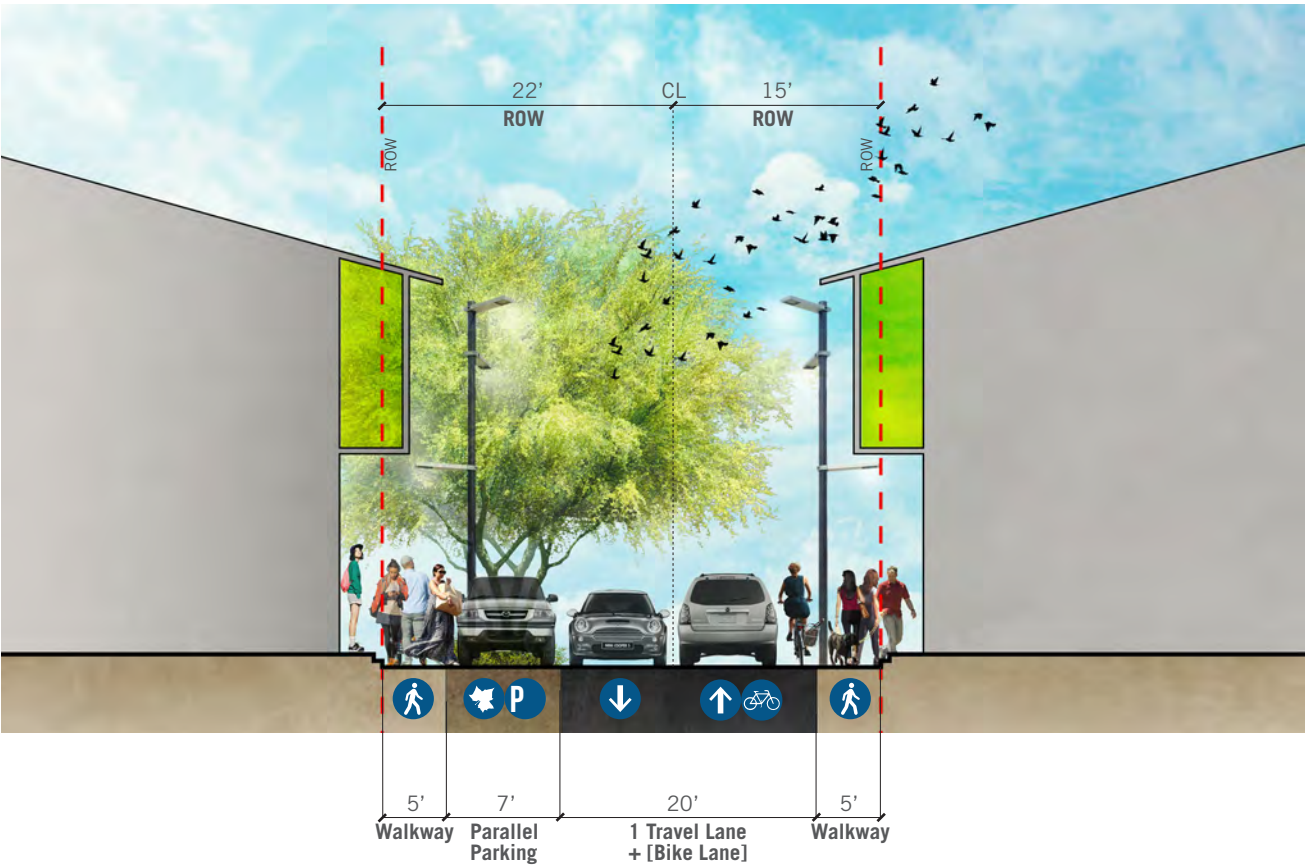 22’ CL 15’
ROW ROW
ROW ROW
P
5’ 7’ 20’ 5’
Walkway Parallel 1 Travel Lane Walkway
Parking + [Bike Lane]